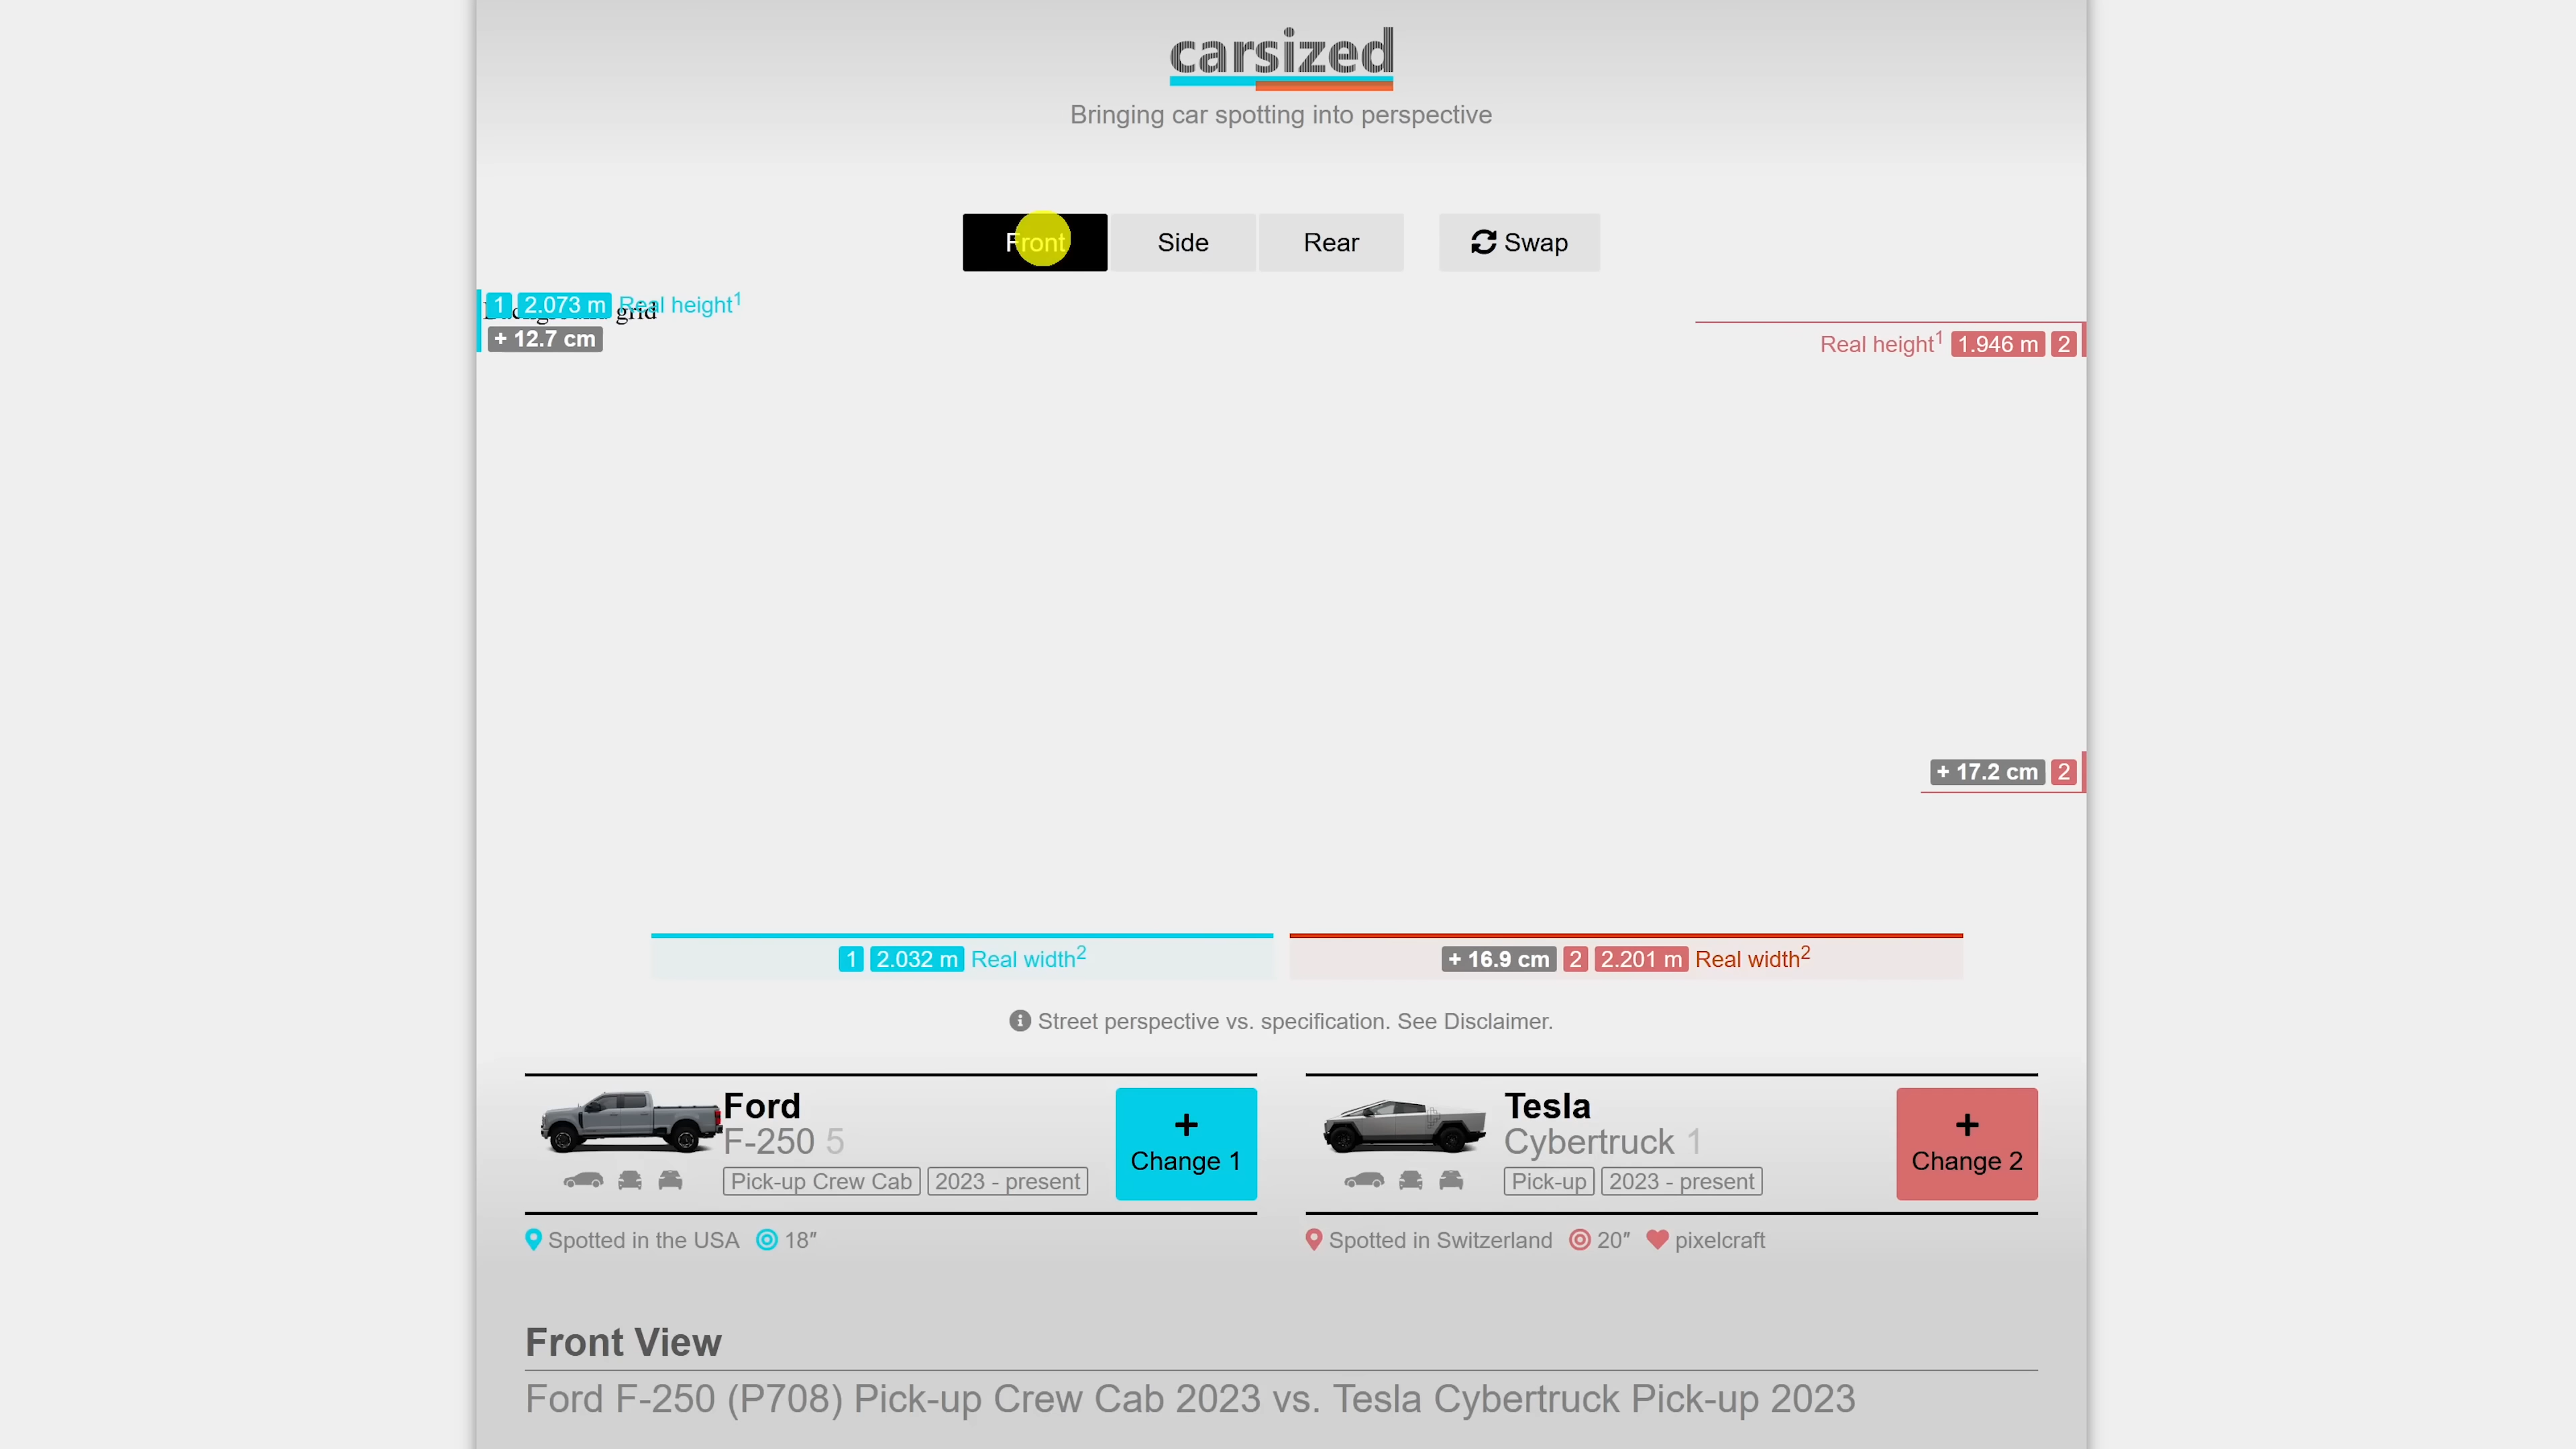 carsized
Bringing car spotting into perspective
Front Side Rear Swap
1 2.073 m Real height1
Background grid
+ 12.7 cm
Real height1 1.946 m 2
+ 17.2 cm 2
1 2.032 m Real width2
+ 16.9 cm 2 2.201 m Real width2
Street perspective vs. specification. See Disclaimer.
Ford
F-250 5
Pick-up Crew Cab 2023 - present
+
Change 1
Spotted in the USA 18″
Tesla
Cybertruck 1
Pick-up 2023 - present
+
Change 2
Spotted in Switzerland 20″ pixelcraft
Front View
Ford F-250 (P708) Pick-up Crew Cab 2023 vs. Tesla Cybertruck Pick-up 2023